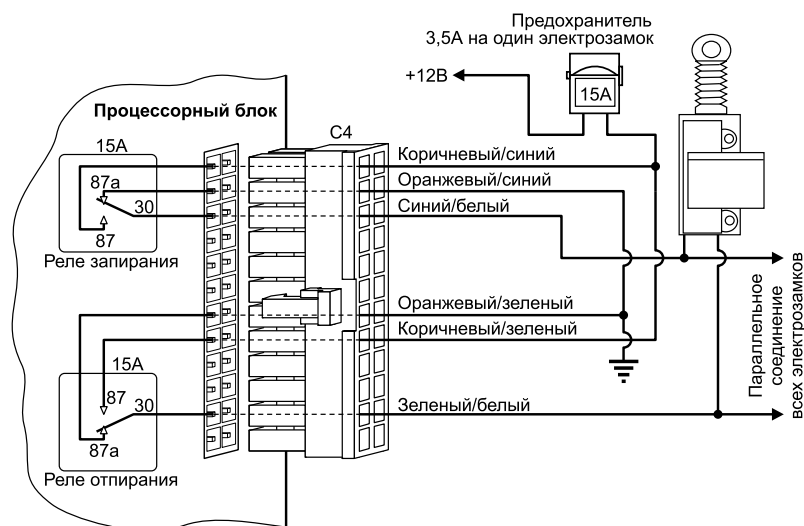 Предохранитель
3,5А на один электрозамок
+12В
15А
Процессорный блок
С4
15А
87а
30
87
Реле запирания
Коричневый/синий
Оранжевый/синий
Синий/белый
Оранжевый/зеленый
Коричневый/зеленый
Зеленый/белый
15А
87
30
87а
Реле отпирания
Параллельное
соединение
всех электрозамков